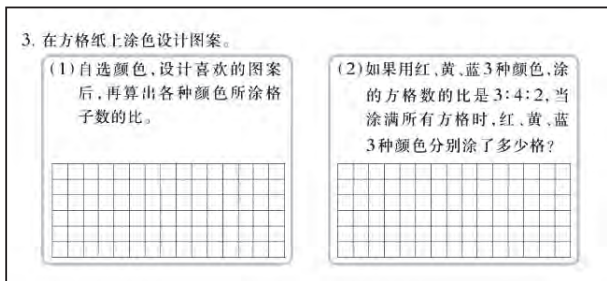 3. 在方格纸上涂色设计图案。
(1)自选颜色,设计喜欢的图案
后,再算出各种颜色所涂格
子数的比。
(2)如果用红、黄、蓝3种颜色,涂
的方格数的比是3∶4∶2,当
涂满所有方格时,红、黄、蓝
3种颜色分别涂了多少格?